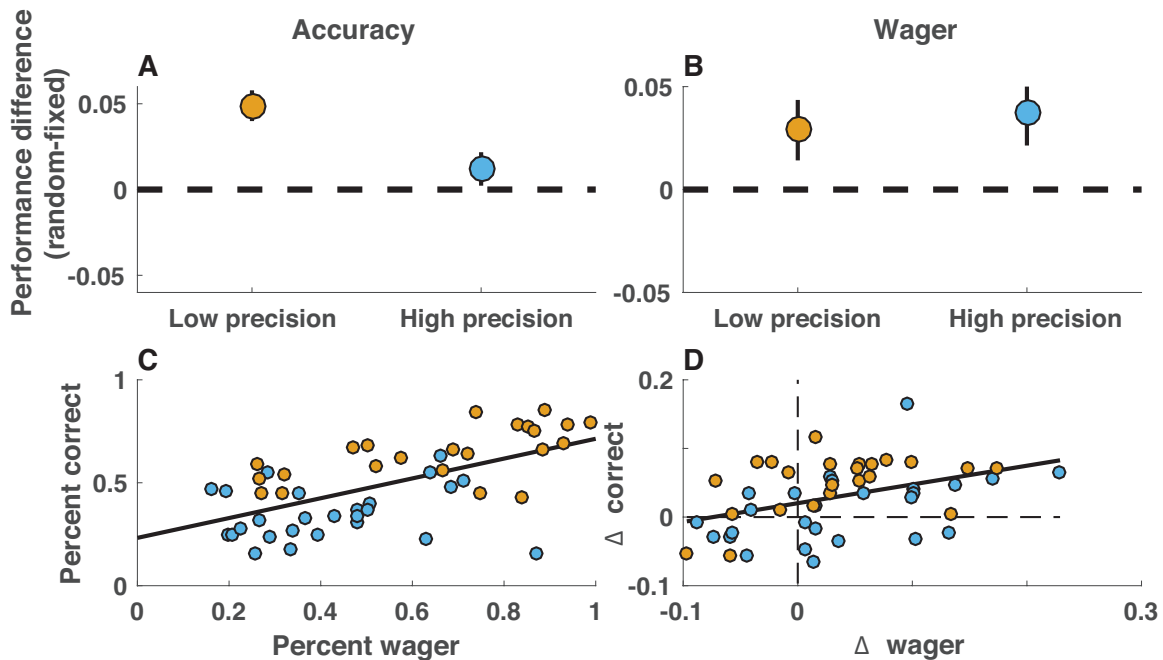 Accuracy
Wager
Performance difference
(random-fixed)
A
0.05
0
-0.05
Low precision
High precision
B
0.05
0
-0.05
Low precision
High precision
C
Percent correct
1
0.5
0
0
0.2
0.4
0.6
0.8
1
Percent wager
D
Δ correct
0.2
0
-0.1
-0.1
0
0.3
Δ wager